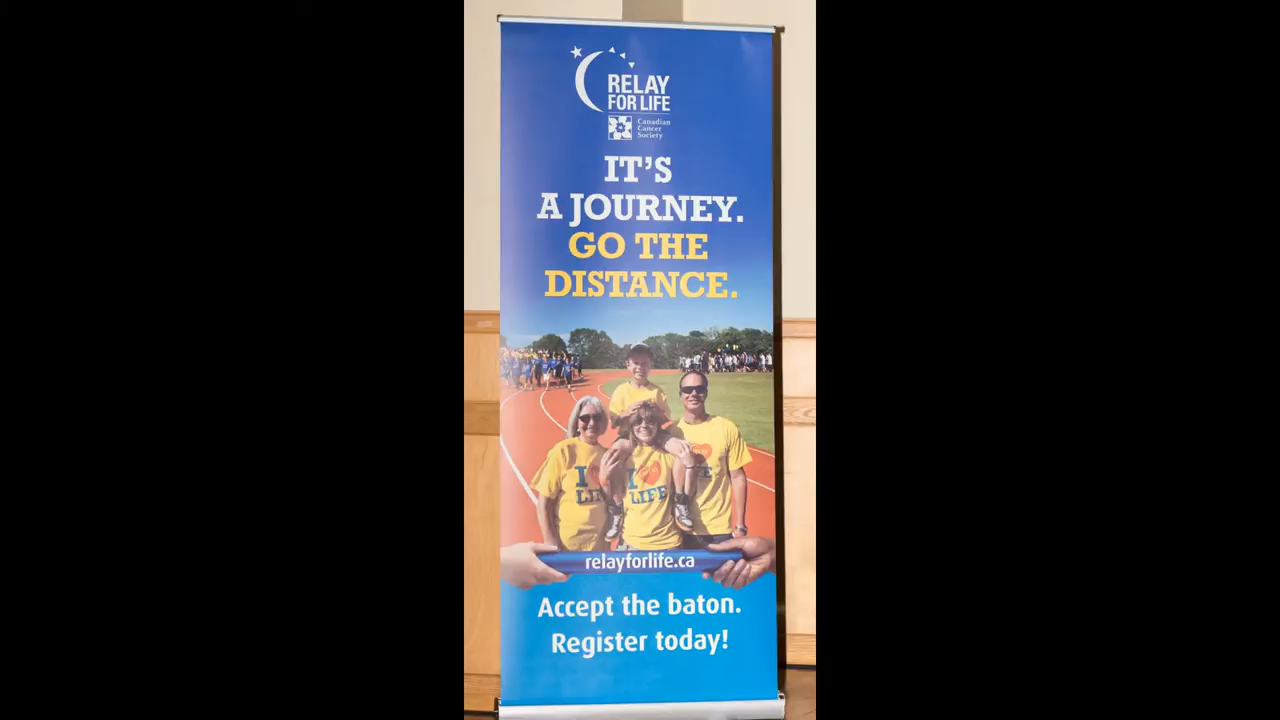 RELAY
FOR LIFE
Canadian
Cancer
Society
IT'S
A JOURNEY.
GO THE
DISTANCE.
I
LIFE
I
LIFE
relayforlife.ca
Accept the baton.
Register today!